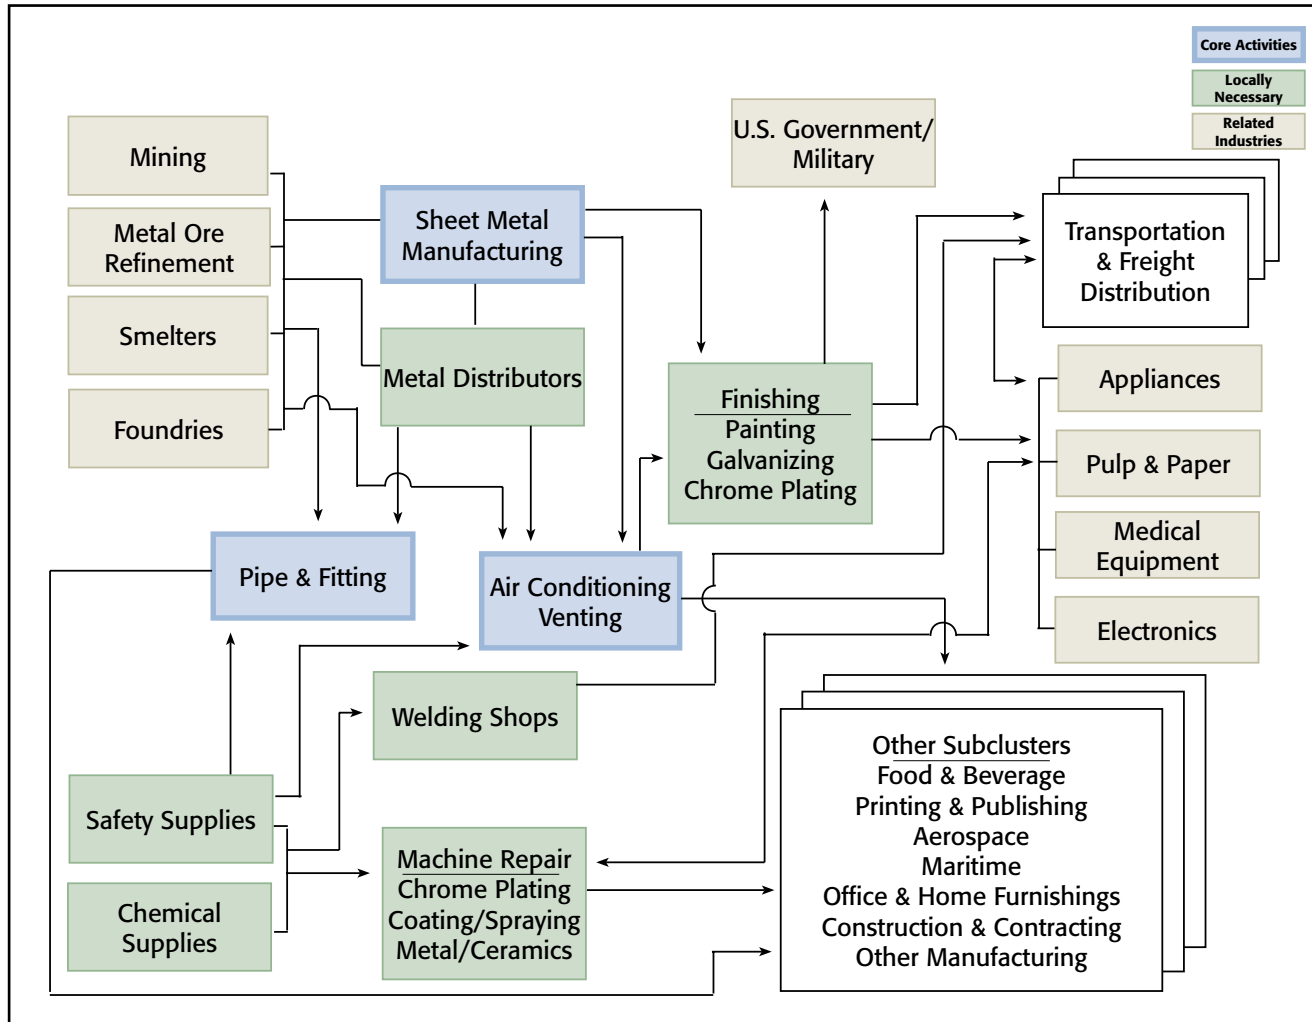 Core Activities
Locally
Necessary
Related
Industries
Mining
Metal Ore
Refinement
Smelters
Foundries
Sheet Metal
Manufacturing
Metal Distributors
U.S. Government/
Military
Transportation
& Freight
Distribution
Finishing
Painting
Galvanizing
Chrome Plating
Appliances
Pulp & Paper
Medical
Equipment
Electronics
Pipe & Fitting
Air Conditioning
Venting
Welding Shops
Safety Supplies
Chemical
Supplies
Machine Repair
Chrome Plating
Coating/Spraying
Metal/Ceramics
Other Subclusters
Food & Beverage
Printing & Publishing
Aerospace
Maritime
Office & Home Furnishings
Construction & Contracting
Other Manufacturing